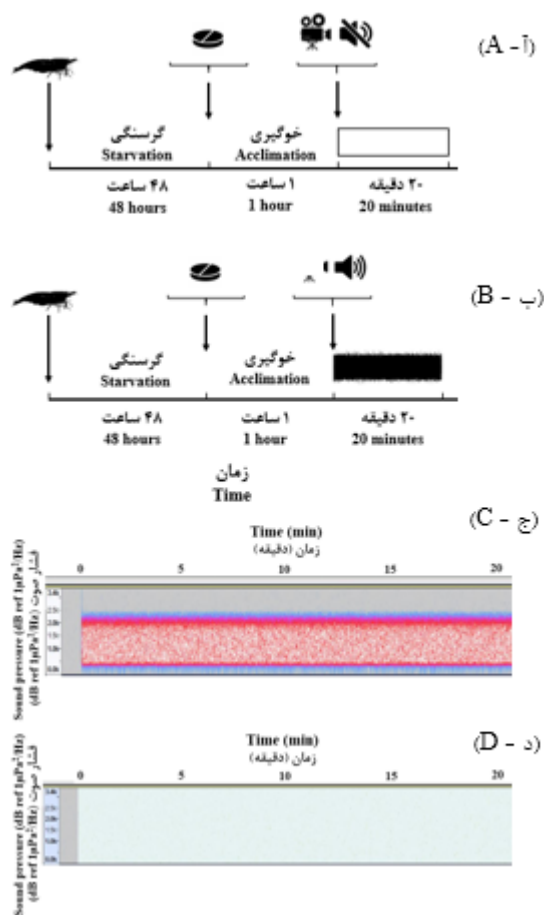 (A - آ
گرسنگی
Starvation
خوگیری
Acclimation
۴۸ ساعت
48 hours
۱ ساعت
1 hour
۲۰ دقیقه
20 minutes
(B - ب
گرسنگی
Starvation
خوگیری
Acclimation
۴۸ ساعت
48 hours
۱ ساعت
1 hour
۲۰ دقیقه
20 minutes
زمان
Time
(C - ج
Time (min)
زمان (دقیقه)
0 5 10 15 20
Sound pressure (dB ref 1µPa²/Hz)
فشار صوت (dB ref 1µPa²/Hz)
(D - د
Time (min)
زمان (دقیقه)
0 5 10 15 20
Sound pressure (dB ref 1µPa²/Hz)
فشار صوت (dB ref 1µPa²/Hz)